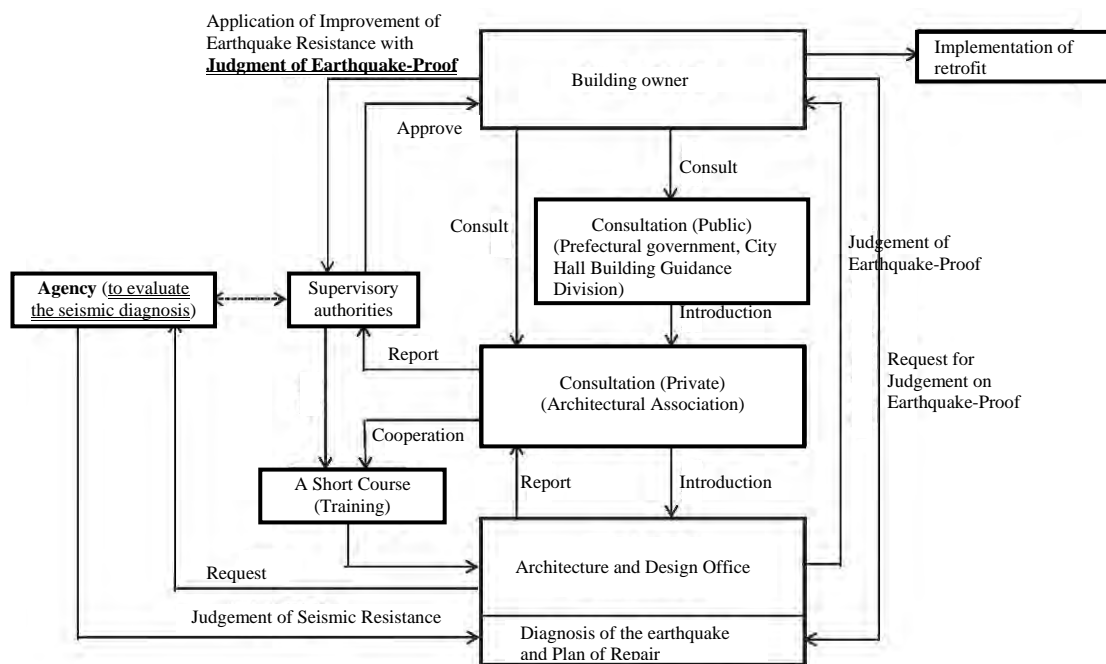 Application of Improvement of
Earthquake Resistance with
Judgment of Earthquake-Proof
Building owner
Implementation of
retrofit
Approve
Consult
Consult
Consultation (Public)
(Prefectural government, City
Hall Building Guidance
Division)
Judgement of
Earthquake-Proof
Agency (to evaluate
the seismic diagnosis)
Supervisory
authorities
Introduction
Report
Consultation (Private)
(Architectural Association)
Request for
Judgement on
Earthquake-Proof
Cooperation
A Short Course
(Training)
Report
Introduction
Request
Architecture and Design Office
Judgement of Seismic Resistance
Diagnosis of the earthquake
and Plan of Repair